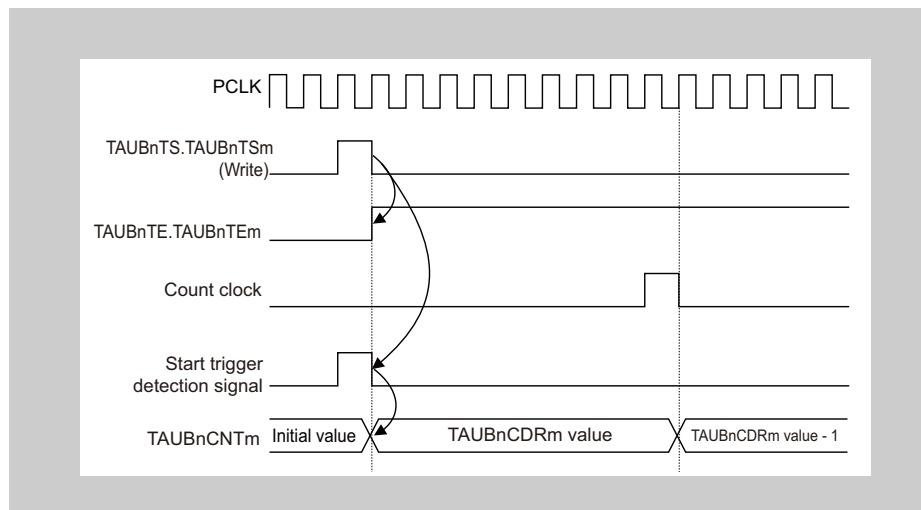 PCLK
TAUBnTS.TAUBnTSm
(Write)
TAUBnTE.TAUBnTEm
Count clock
Start trigger
detection signal
TAUBnCNTm
Initial value
TAUBnCDRm value
TAUBnCDRm value - 1